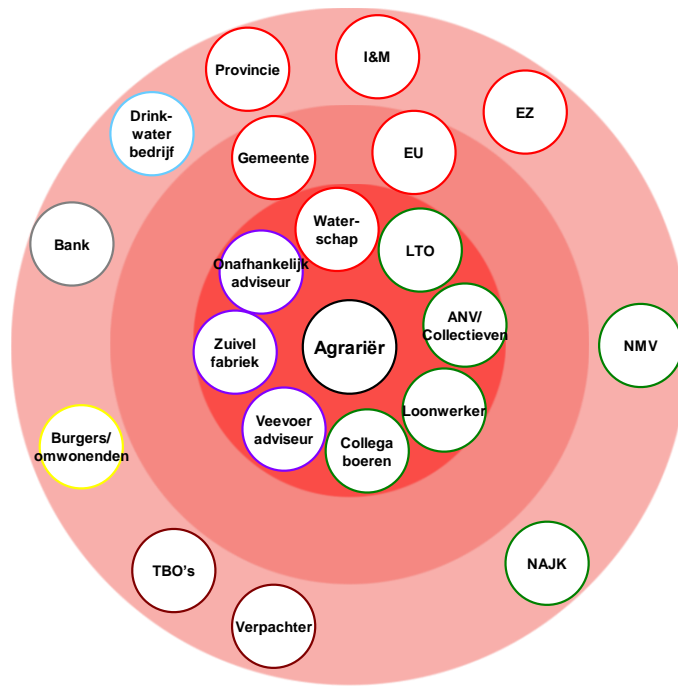 I&M
Provincie
EZ
Drink-
water
bedrijf
Gemeente
EU
Water-
schap
LTO
Bank
Onafhankelijk
adviseur
ANV/
Collectieven
Zuivel
fabriek
Agrariër
NMV
Loonwerker
Veevoer
adviseur
Collega
boeren
Burgers/
omwonenden
TBO's
NAJK
Verpachter